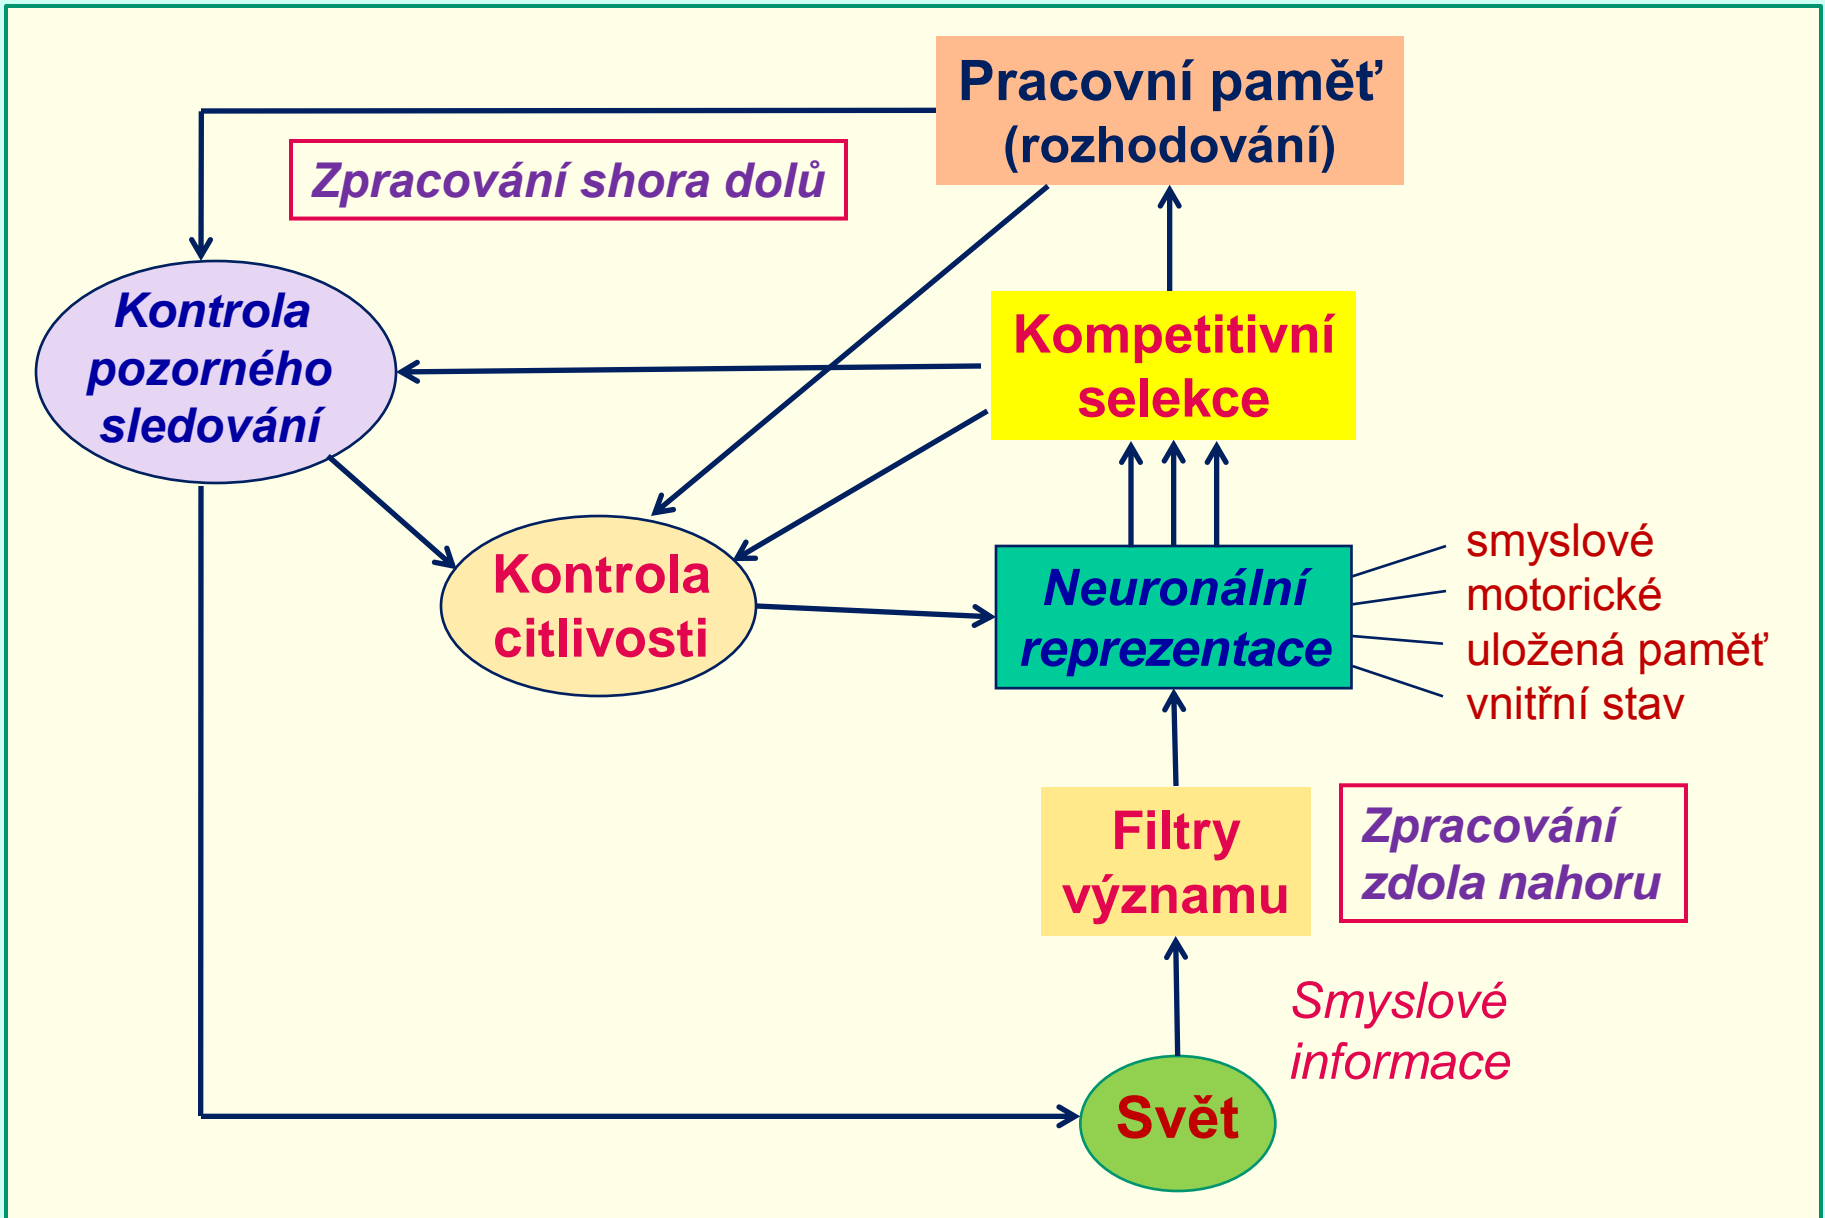 Pracovní paměť
(rozhodování)
Zpracování shora dolů
Kontrola
pozorného
sledování
Kompetitivní
selekce
Kontrola
citlivosti
Neuronální
reprezentace
smyslové
motorické
uložená paměť
vnitřní stav
Filtry
významu
Zpracování
zdola nahoru
Smyslové
informace
Svět